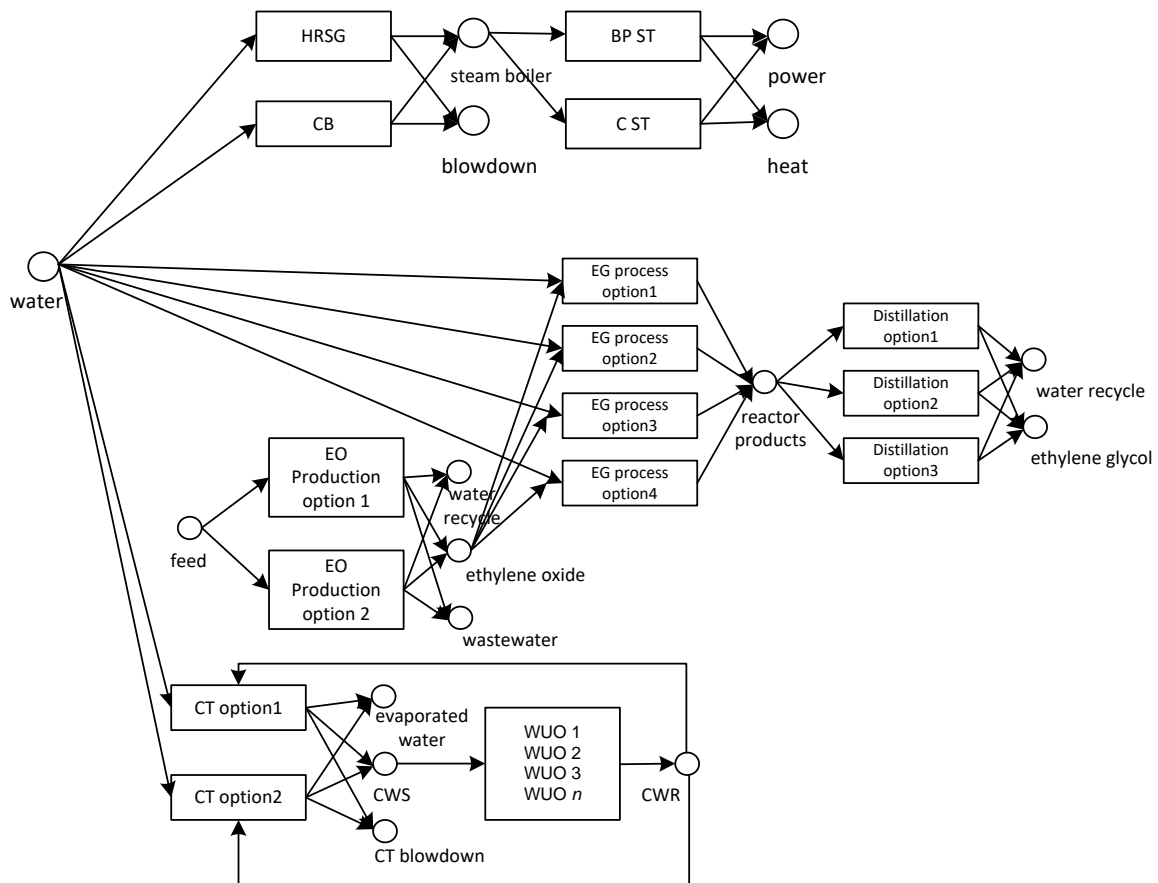 HRSG
BP ST
steam boiler
power
CB
C ST
blowdown
heat
water
EG process
option1
EG process
option2
EG process
option3
EG process
option4
reactor
products
Distillation
option1
Distillation
option2
Distillation
option3
water recycle
ethylene glycol
EO
Production
option 1
water
recycle
feed
EO
Production
option 2
ethylene oxide
wastewater
CT option1
evaporated
water
CT option2
CWS
CT blowdown
WUO 1
WUO 2
WUO 3
WUO n
CWR